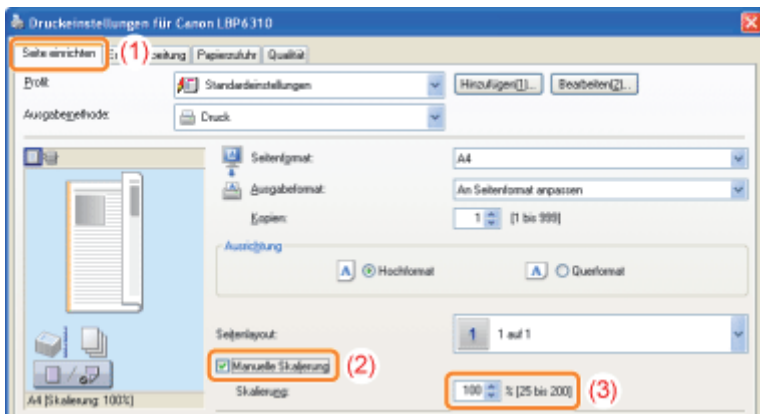 Druckeinstellungen für Canon LBP6310
Seite einrichten (1) Papierzufuhr Qualität
Profil: Standardeinstellungen Hinzufügen(1)... Bearbeiten(2)...
Ausgabemethode: Druck
Seitenformat: A4
Ausgabeformat: An Seitenformat anpassen
Kopien: 1 [1 bis 999]
Ausrichtung
A Hochformat A Querformat
Seitenlayout: 1 1 auf 1
Manuelle Skalierung (2)
Skalierung: 100 % [25 bis 200] (3)
A4 [Skalierung: 100%]